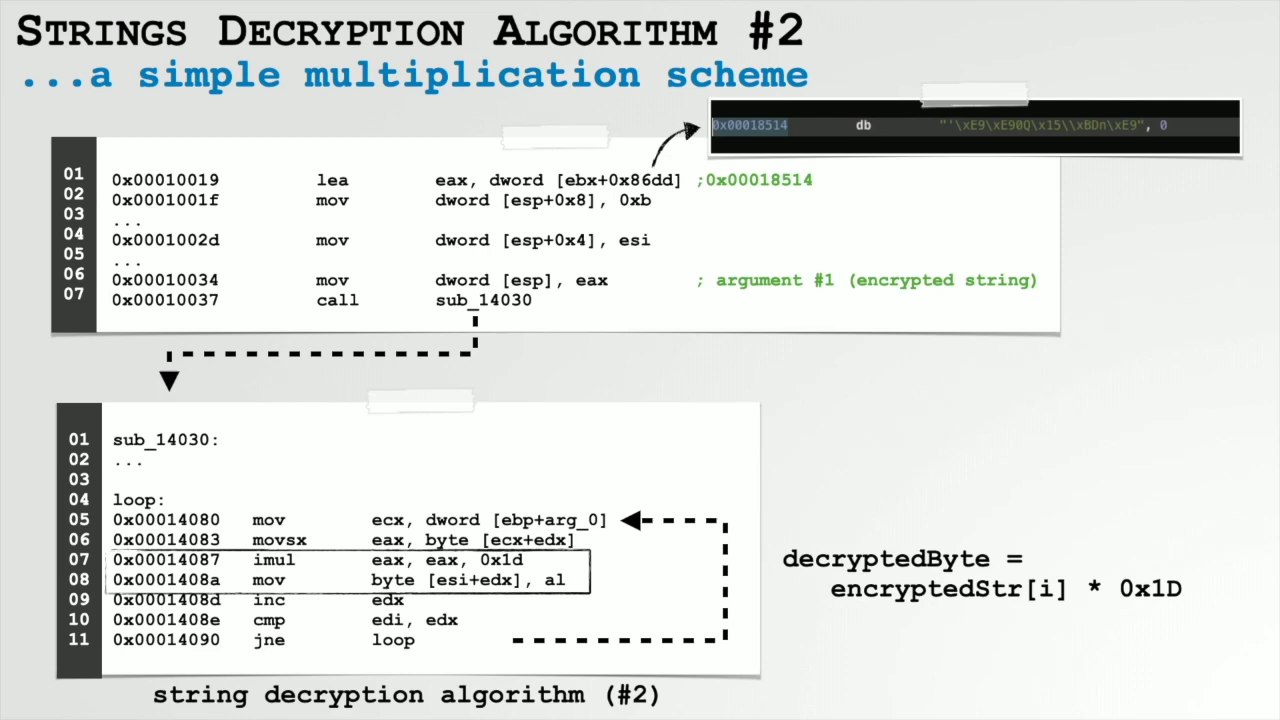 STRINGS DECRYPTION ALGORITHM #2
...a simple multiplication scheme
0x00018514 db "'\xE9\xE90Q\x15\\xBDn\xE9", 0
01 0x00010019 lea eax, dword [ebx+0x86dd] ;0x00018514
02 0x0001001f mov dword [esp+0x8], 0xb
03 ...
04 0x0001002d mov dword [esp+0x4], esi
05 ...
06 0x00010034 mov dword [esp], eax ; argument #1 (encrypted string)
07 0x00010037 call sub_14030
01 sub_14030:
02 ...
03
04 loop:
05 0x00014080 mov ecx, dword [ebp+arg_0]
06 0x00014083 movsx eax, byte [ecx+edx]
07 0x00014087 imul eax, eax, 0x1d
08 0x0001408a mov byte [esi+edx], al
09 0x0001408d inc edx
10 0x0001408e cmp edi, edx
11 0x00014090 jne loop
decryptedByte =
encryptedStr[i] * 0x1D
string decryption algorithm (#2)